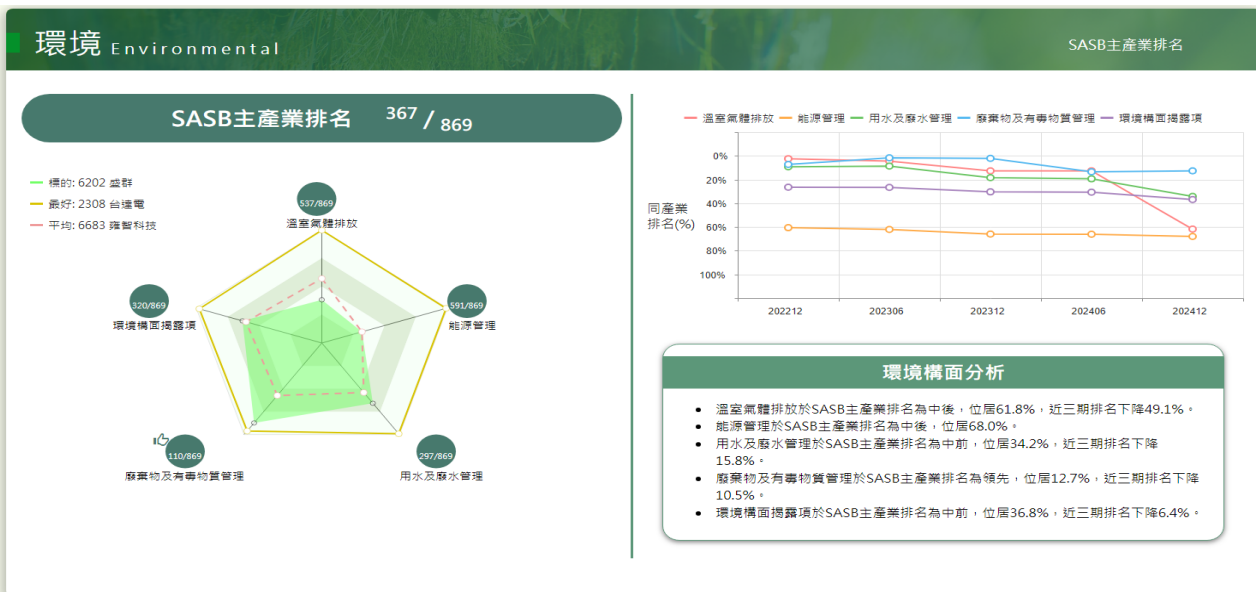 環境 Environmental
SASB主產業排名
SASB主產業排名 367 / 869
標的: 6202 盛群
最好: 2308 台達電
平均: 6683 雍智科技
537/869
溫室氣體排放
320/869
環境構面揭露項
591/869
能源管理
110/869
廢棄物及有毒物質管理
297/869
用水及廢水管理
溫室氣體排放 能源管理 用水及廢水管理 廢棄物及有毒物質管理 環境構面揭露項
同產業
排名(%)
0%
20%
40%
60%
80%
100%
202212 202306 202312 202406 202412
環境構面分析
• 溫室氣體排放於SASB主產業排名為中後，位居61.8%，近三期排名下降49.1%。
• 能源管理於SASB主產業排名為中後，位居68.0%。
• 用水及廢水管理於SASB主產業排名為中前，位居34.2%，近三期排名下降
15.8%。
• 廢棄物及有毒物質管理於SASB主產業排名為領先，位居12.7%，近三期排名下降
10.5%。
• 環境構面揭露項於SASB主產業排名為中前，位居36.8%，近三期排名下降6.4%。